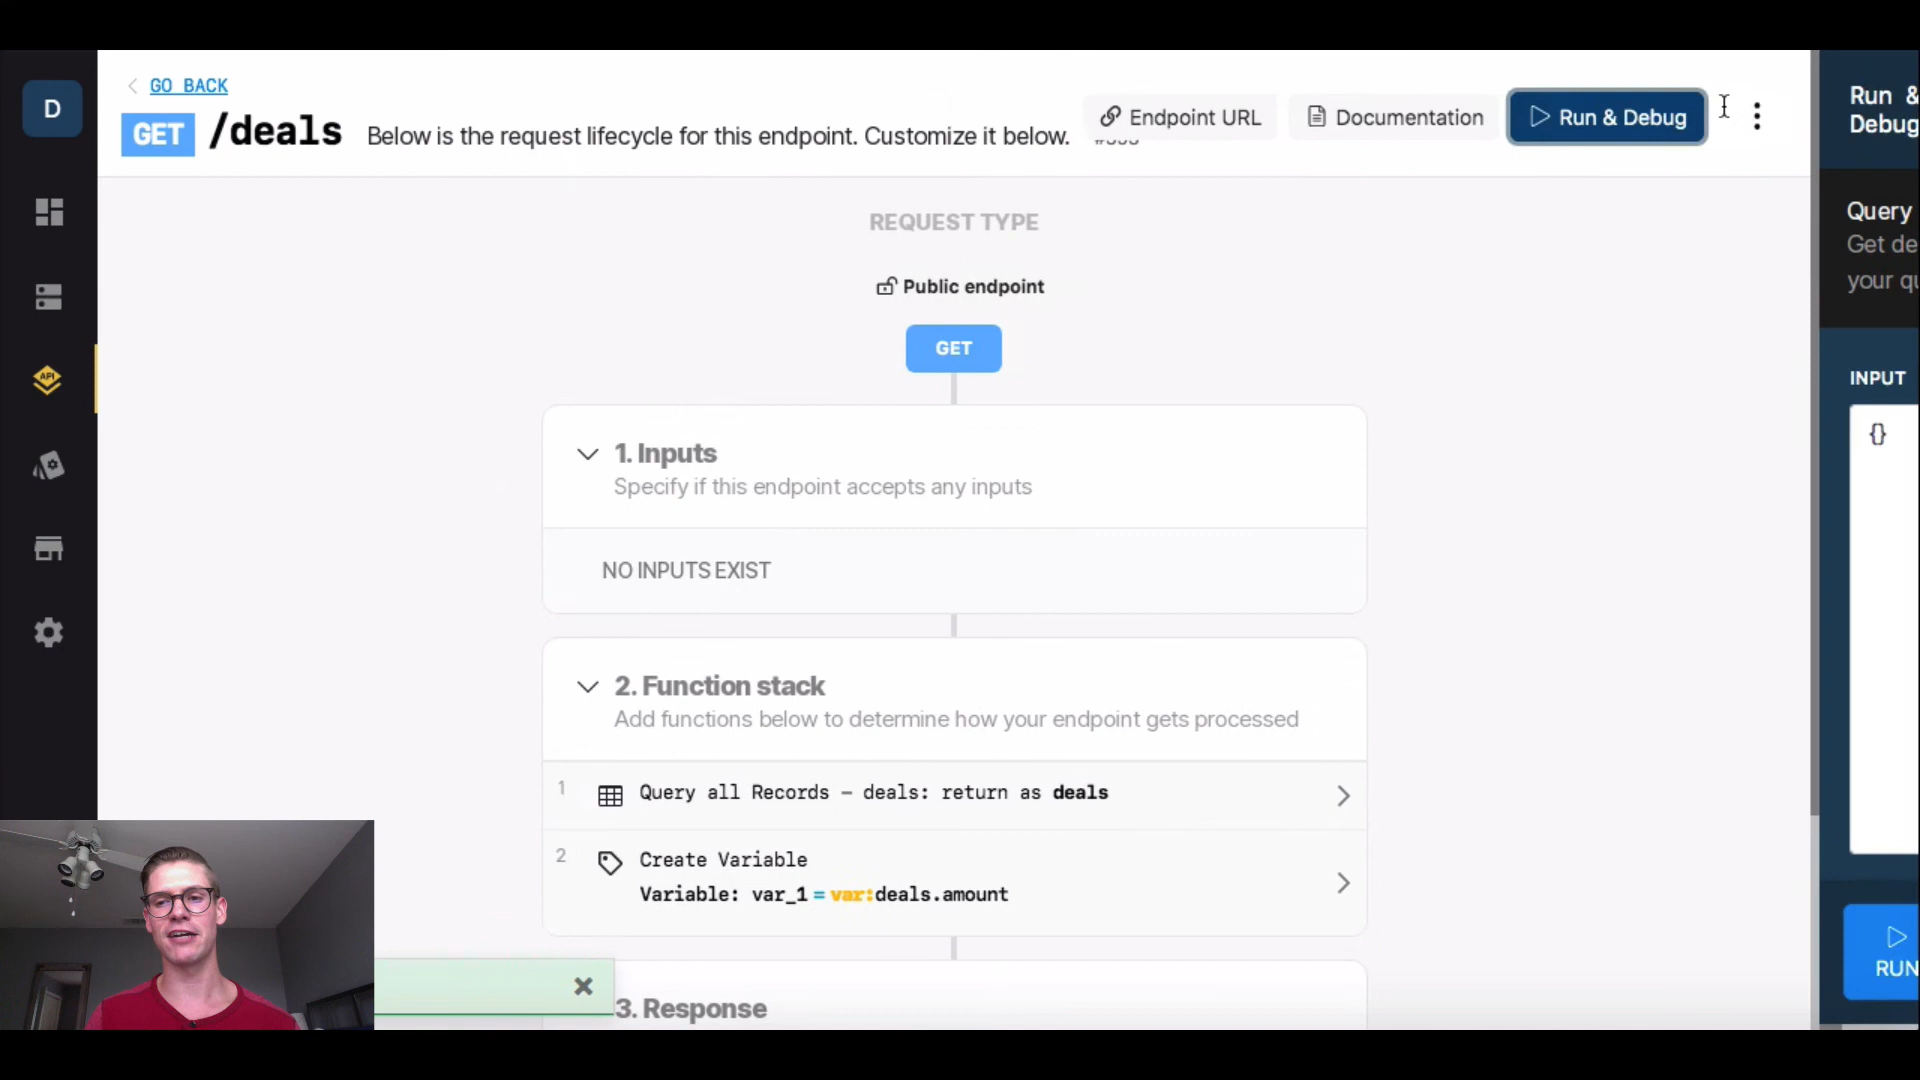 D
GO BACK
GET /deals Below is the request lifecycle for this endpoint. Customize it below.
Endpoint URL
Documentation
Run & Debug
REQUEST TYPE
Public endpoint
GET
1. Inputs
Specify if this endpoint accepts any inputs
NO INPUTS EXIST
2. Function stack
Add functions below to determine how your endpoint gets processed
1 Query all Records – deals: return as deals
2 Create Variable
Variable: var_1 = var:deals.amount
3. Response
API
Run &
Debug
Query
Get de
your qu
INPUT
{}
RUN